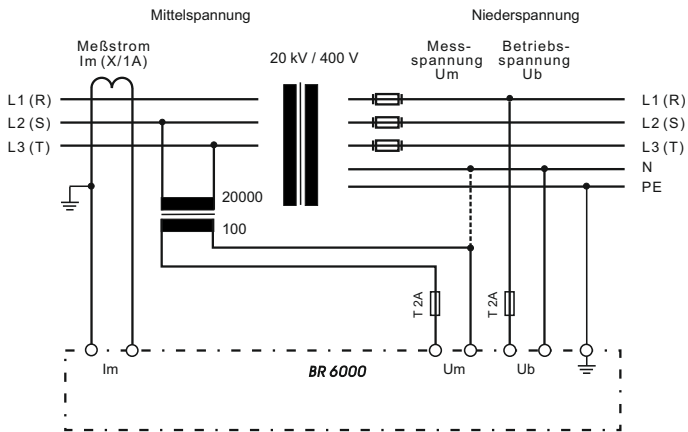 Mittelspannung
Niederspannung
Meßstrom
Im (X/1A)
20 kV / 400 V
Mess-
spannung
Um
Betriebs-
spannung
Ub
L1 (R)
L2 (S)
L3 (T)
L1 (R)
L2 (S)
L3 (T)
N
PE
20000
100
T 2A
T 2A
Im
BR 6000
Um
Ub